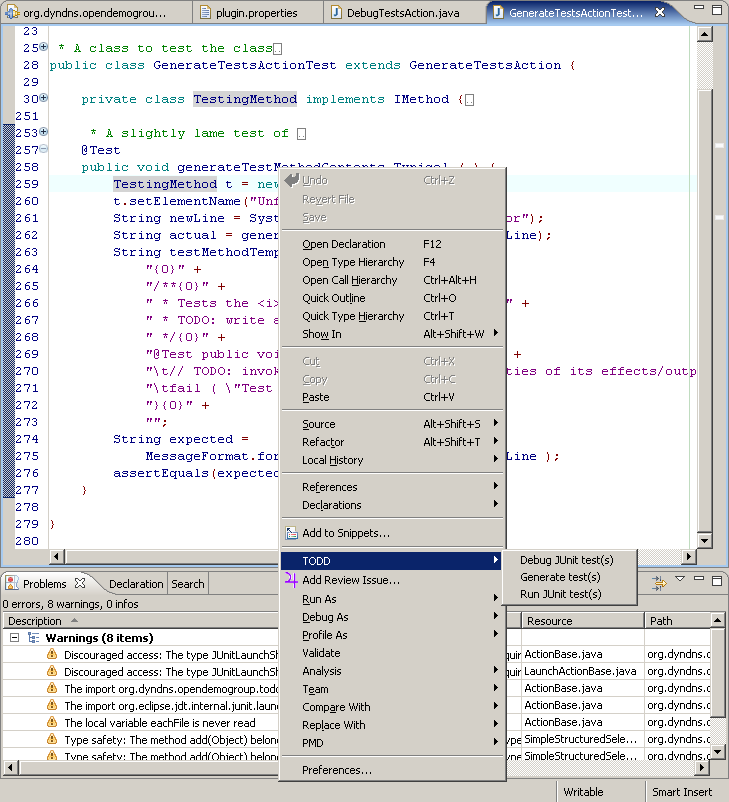 org.dyndns.opendemogroup...
plugin.properties
DebugTestsAction.java
GenerateTestsActionTest...
23
25 * A class to test the class
28 public class GenerateTestsActionTest extends GenerateTestsAction {
29
30 private class TestingMethod implements IMethod {
251
253 * A slightly lame test of
257 @Test
258 public void generateTestMethodContents_Typical ( ) {
259 TestingMethod t = new
260 t.setElementName("Unf
261 String newLine = Syst or");
262 String actual = gener Line);
263 String testMethodTemp
264 "{0}" +
265 "/**{0}" +
266 " * Tests the <i> " +
267 " * TODO: write a
268 " */{0}" +
269 "@Test public voi +
270 "\t// TODO: invok ties of its effects/outp
271 "\tfail ( \"Test
272 "}{0}" +
273 "";
274 String expected =
275 MessageFormat.for Line );
276 assertEquals(expected
277 }
278
279 }
280
Undo Ctrl+Z
Revert File
Save
Open Declaration F12
Open Type Hierarchy F4
Open Call Hierarchy Ctrl+Alt+H
Quick Outline Ctrl+O
Quick Type Hierarchy Ctrl+T
Show In Alt+Shift+W
Cut Ctrl+X
Copy Ctrl+C
Paste Ctrl+V
Source Alt+Shift+S
Refactor Alt+Shift+T
Local History
References
Declarations
Add to Snippets...
TODD
Add Review Issue...
Run As
Debug As
Profile As
Validate
Analysis
Team
Compare With
Replace With
PMD
Preferences...
Debug JUnit test(s)
Generate test(s)
Run JUnit test(s)
Problems Declaration Search
0 errors, 8 warnings, 0 infos
Description Resource Path
Warnings (8 items)
Discouraged access: The type JUnitLaunchSh quir ActionBase.java org.dyndns.o
Discouraged access: The type JUnitLaunchSh quir LaunchActionBase.java org.dyndns.o
The import org.dyndns.opendemogroup.todd ActionBase.java org.dyndns.o
The import org.eclipse.jdt.internal.junit.laun ActionBase.java org.dyndns.o
The local variable eachFile is never read ActionBase.java org.dyndns.o
Type safety: The method add(Object) belon ype SimpleStructuredSele... org.dyndns.o
Type safety: The method add(Object) belon ype SimpleStructuredSele... org.dyndns.o
Writable Smart Insert